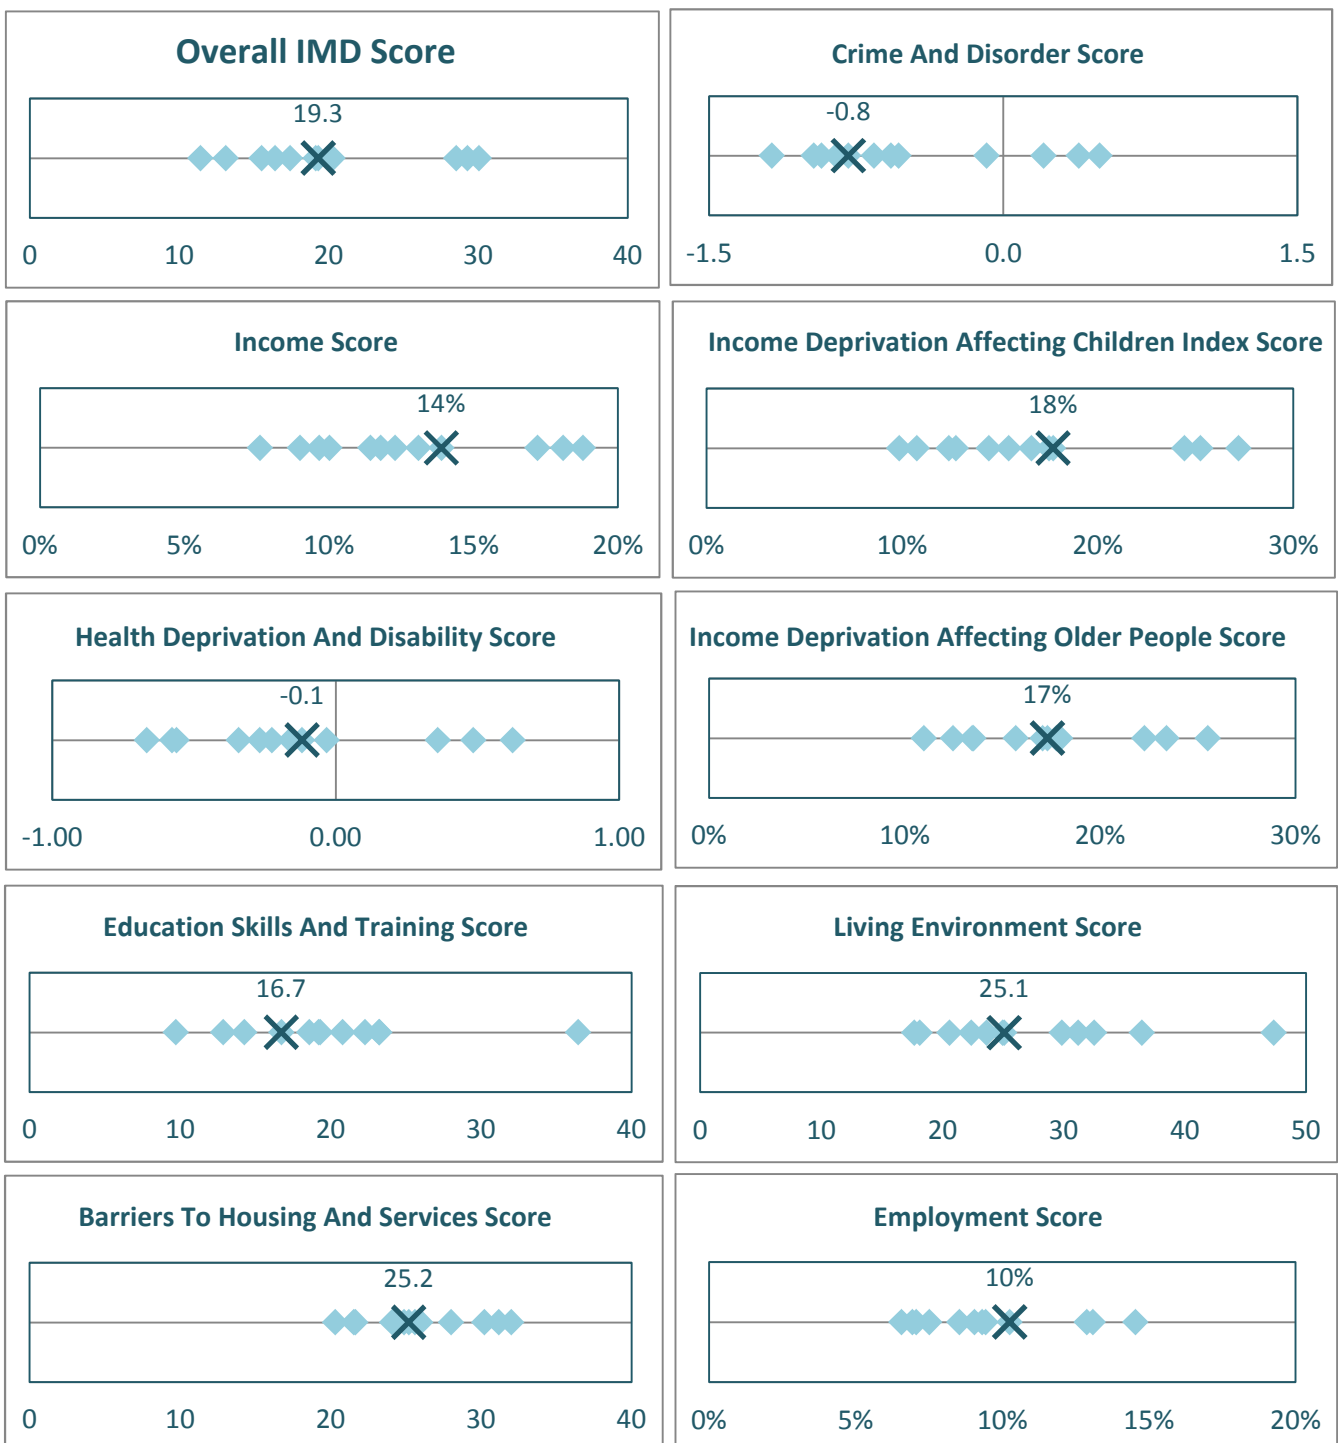 Overall IMD Score
19.3
0 10 20 30 40
Crime And Disorder Score
-0.8
-1.5 0.0 1.5
Income Score
14%
0% 5% 10% 15% 20%
Income Deprivation Affecting Children Index Score
18%
0% 10% 20% 30%
Health Deprivation And Disability Score
-0.1
-1.00 0.00 1.00
Income Deprivation Affecting Older People Score
17%
0% 10% 20% 30%
Education Skills And Training Score
16.7
0 10 20 30 40
Living Environment Score
25.1
0 10 20 30 40 50
Barriers To Housing And Services Score
25.2
0 10 20 30 40
Employment Score
10%
0% 5% 10% 15% 20%